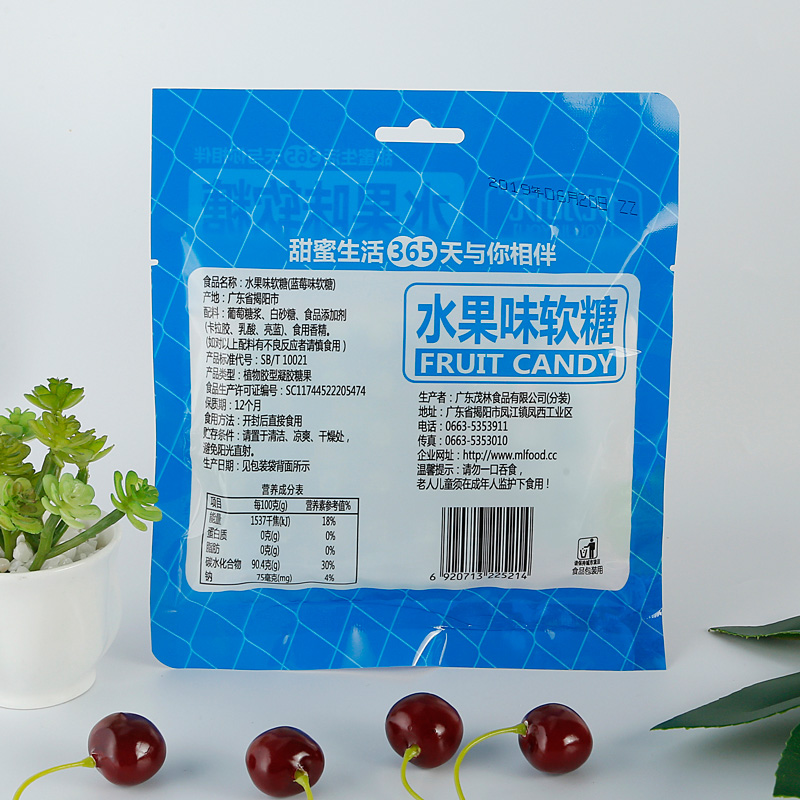 2019年06月26日 ZZ
甜蜜生活365天与你相伴
食品名称：水果味软糖(蓝莓味软糖)
产地：广东省揭阳市
配料：葡萄糖浆、白砂糖、食品添加剂
(卡拉胶、乳酸、亮蓝)、食用香精。
(如对以上配料有不良反应者请慎食用）
产品标准代号：SB/T 10021
产品类型：植物胶型凝胶糖果
食品生产许可证编号：SC11744522205474
保质期：12个月
食用方法：开封后直接食用
贮存条件：请置于清洁、凉爽、干燥处，
避免阳光直射。
生产日期：见包装袋背面所示
营养成分表
项目 每100克(g) 营养素参考值%
能量 1537千焦(kJ) 18%
蛋白质 0克(g) 0%
脂肪 0克(g) 0%
碳水化合物 90.4克(g) 30%
钠 75毫克(mg) 4%
水果味软糖
FRUIT CANDY
生产者：广东茂林食品有限公司(分装)
地址：广东省揭阳市凤江镇凤西工业区
电话：0663-5353911
传真：0663-5353010
企业网址：http://www.mlfood.cc
温馨提示：请勿一口吞食，
老人儿童须在成年人监护下食用！
6 920713 225214
请保持城市清洁
食品包装用